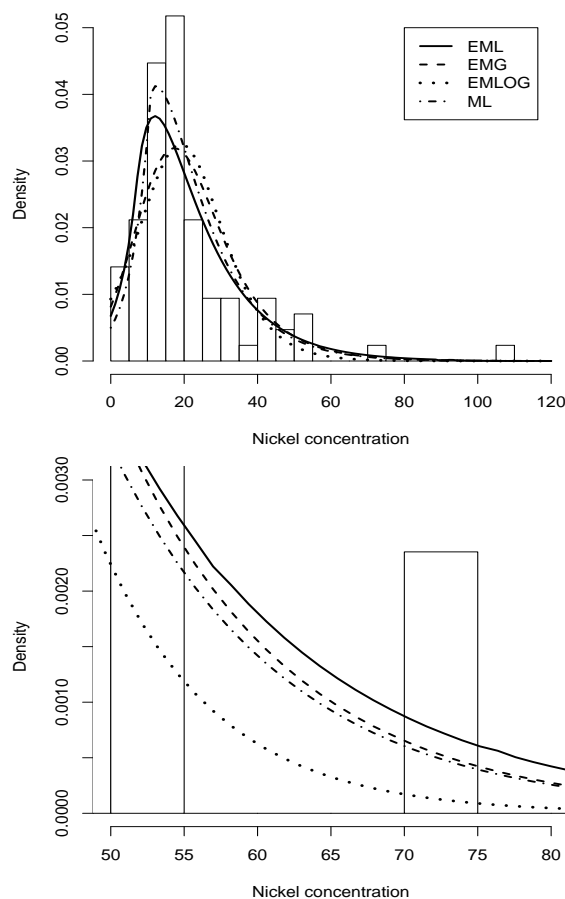 0.05
0.04
0.03
0.02
0.01
0.00
Density
EML
EMG
EMLOG
ML
0 20 40 60 80 100 120
Nickel concentration
0.0030
0.0020
0.0010
0.0000
Density
50 55 60 65 70 75 80
Nickel concentration